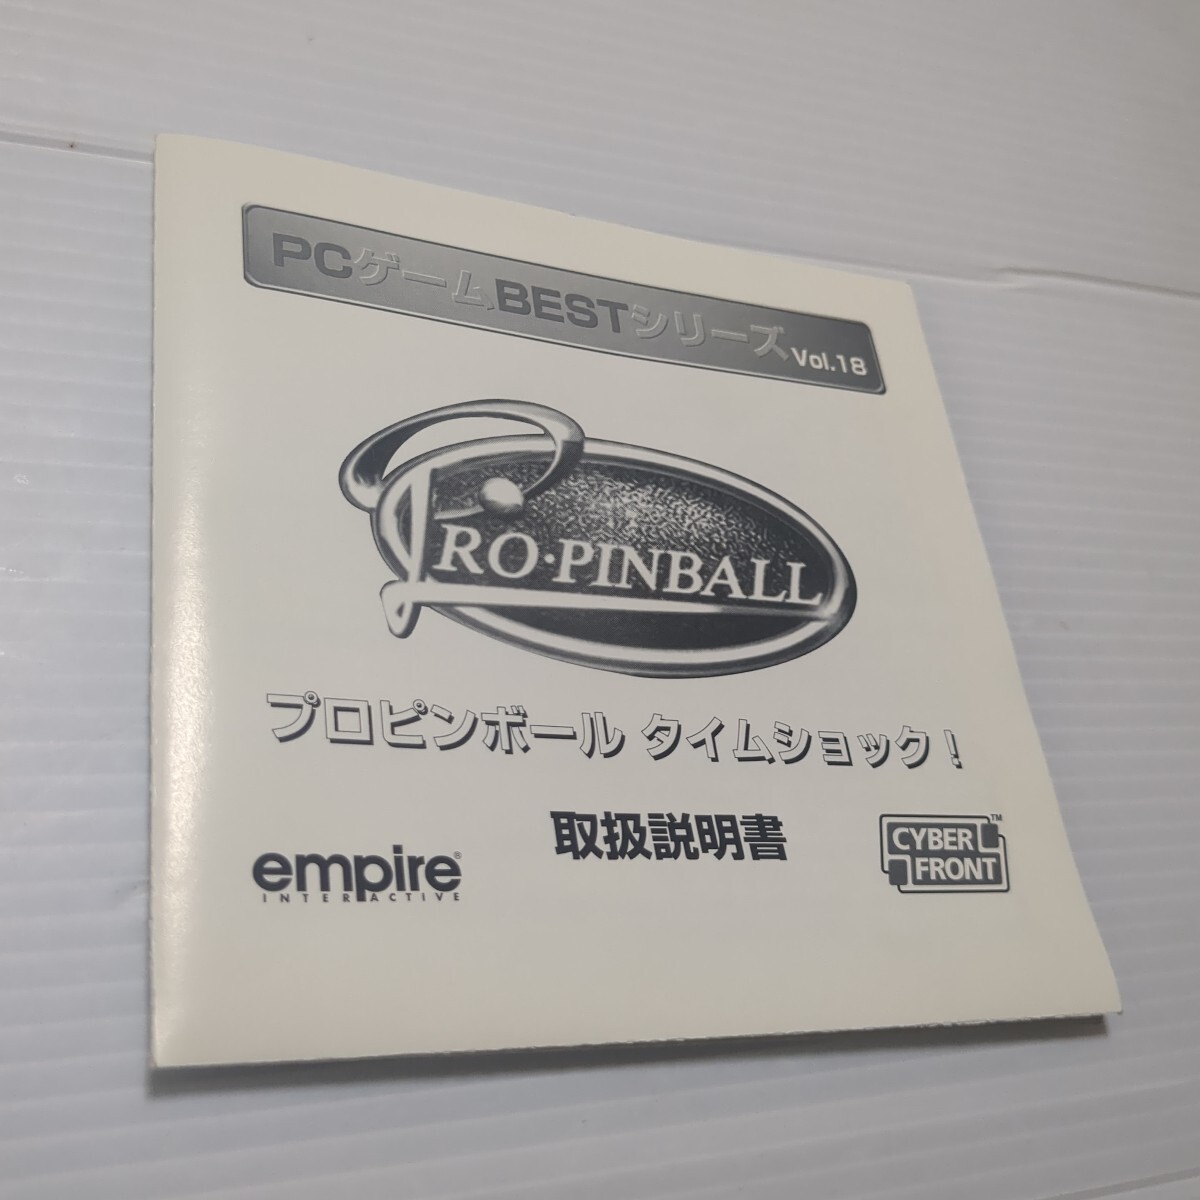 PCゲームBESTシリーズ Vol.18
PRO·PINBALL
プロピンボール タイムショック！
取扱説明書
empire®
INTERACTIVE
CYBER
FRONT™